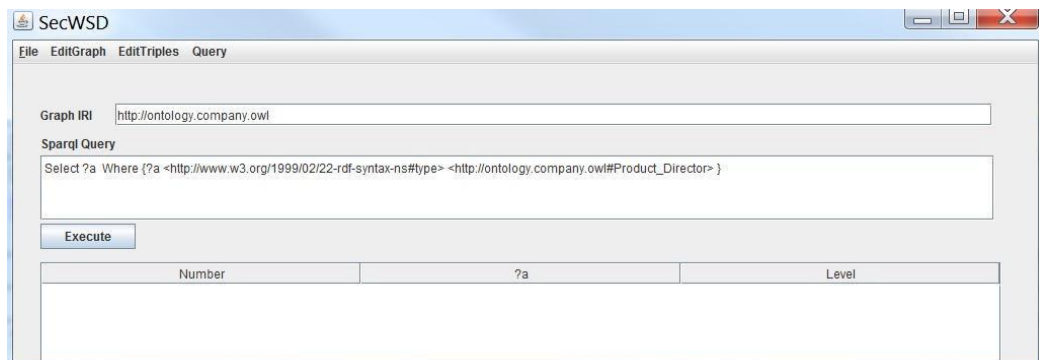 SecWSD
File EditGraph EditTriples Query
Graph IRI http://ontology.company.owl
Sparql Query
Select ?a Where {?a <http://www.w3.org/1999/02/22-rdf-syntax-ns#type> <http://ontology.company.owl#Product_Director> }
Execute
Number ?a Level